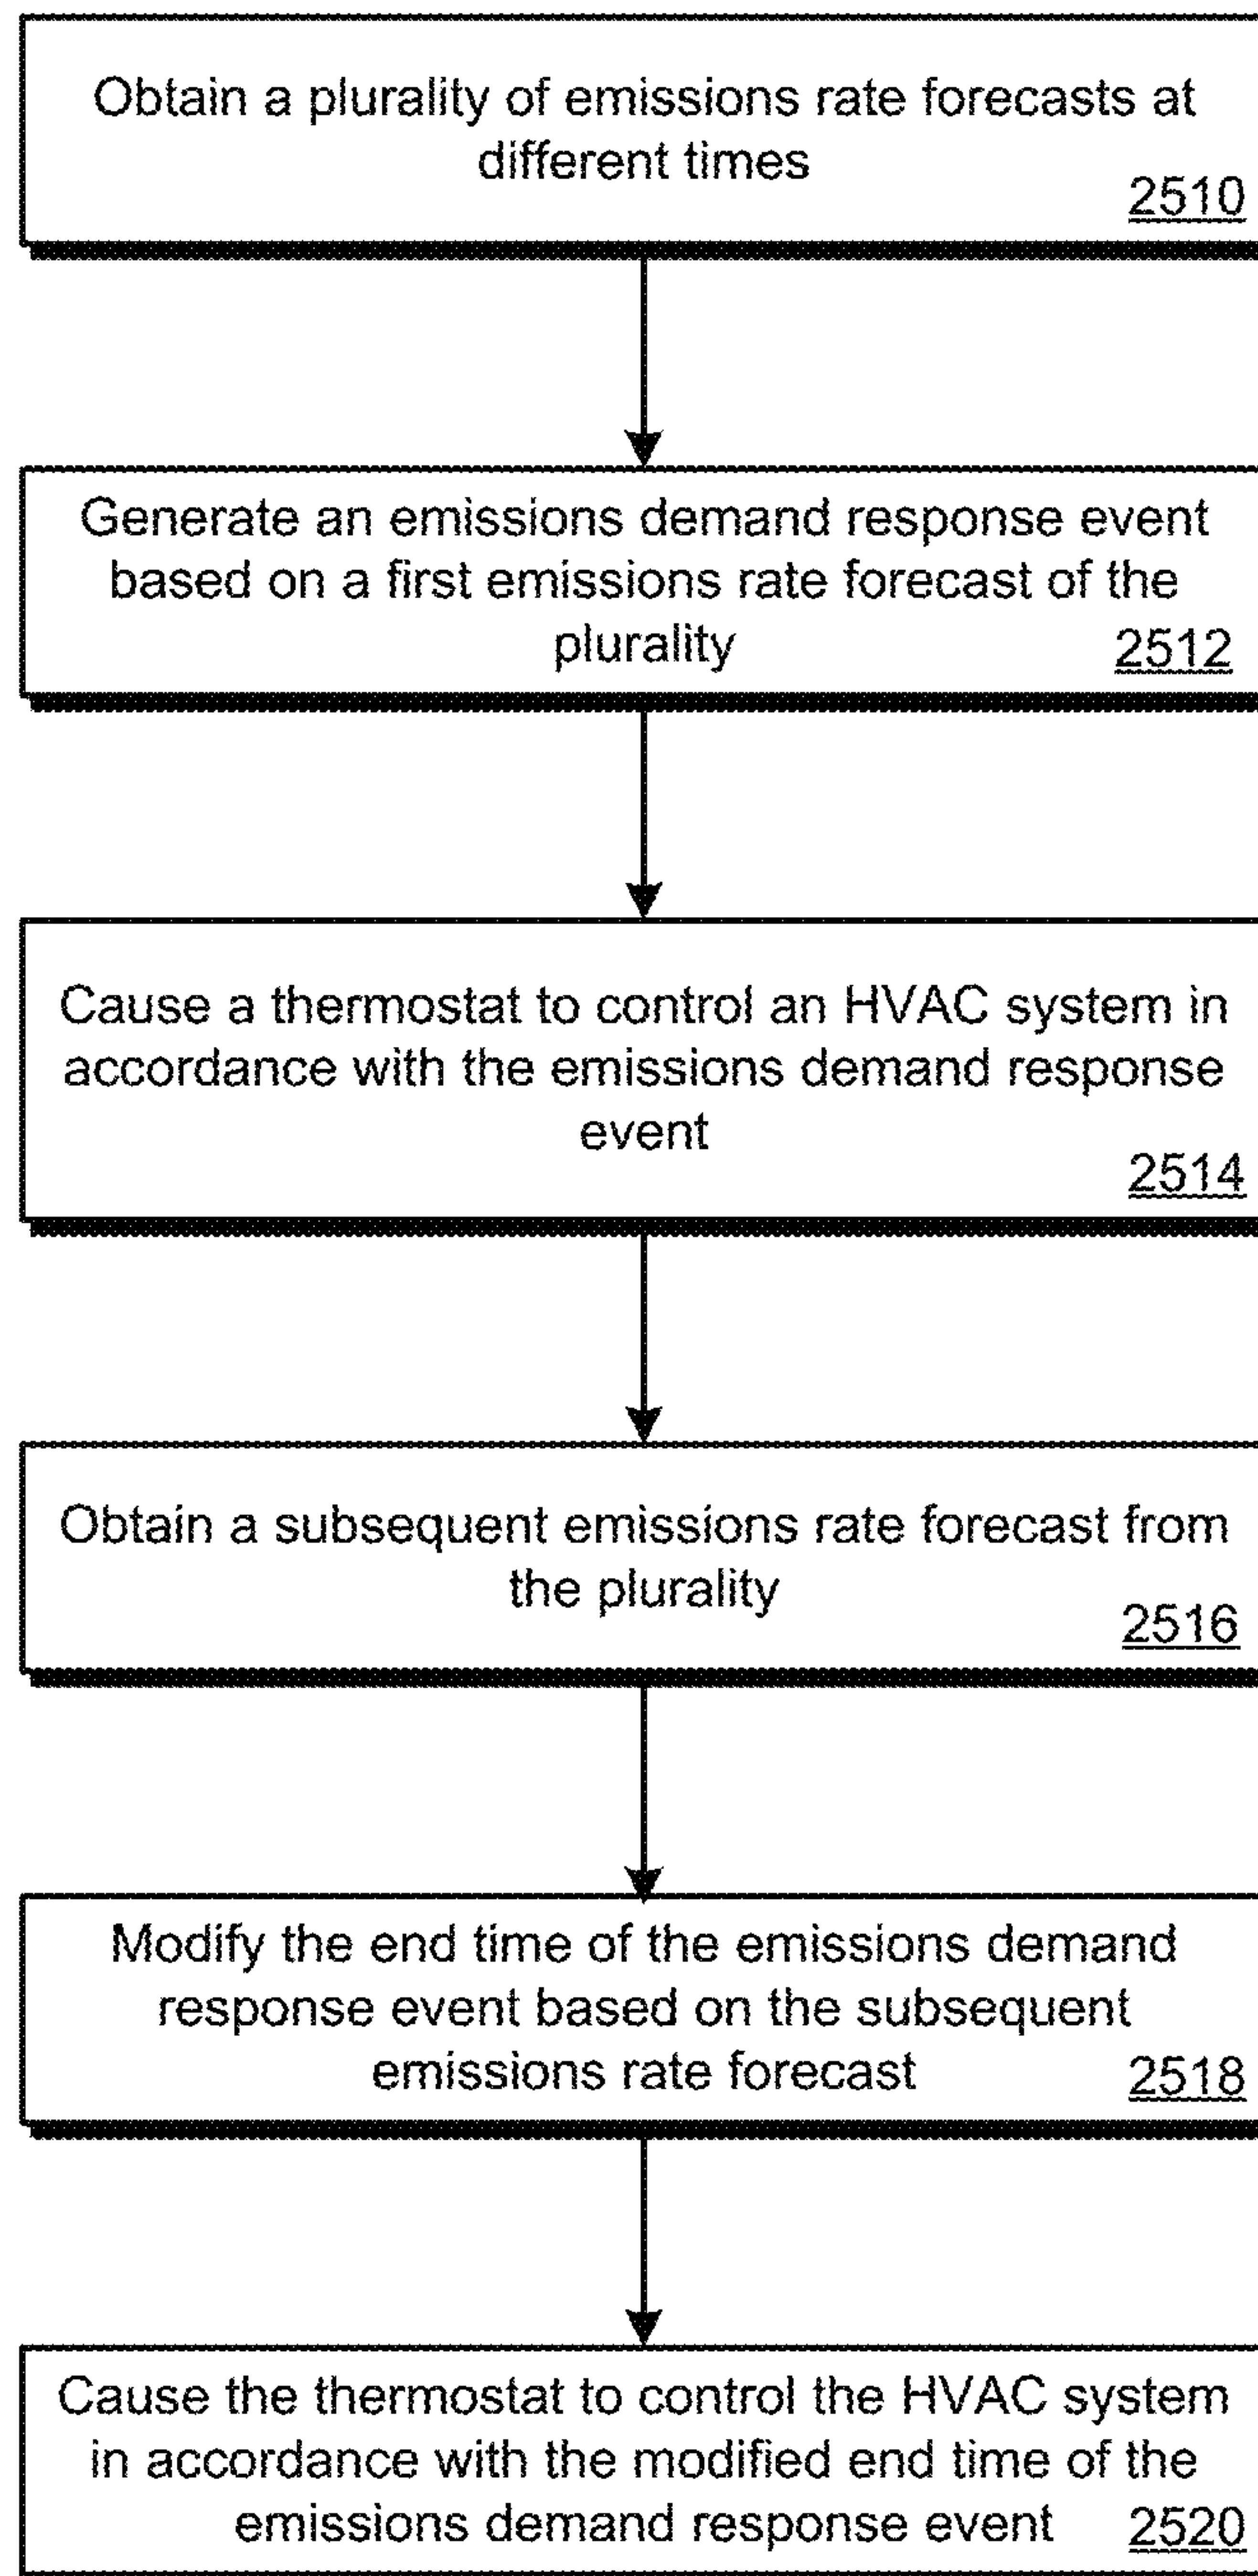 Obtain a plurality of emissions rate forecasts at
different times
2510
Generate an emissions demand response event
based on a first emissions rate forecast of the
plurality
2512
Cause a thermostat to control an HVAC system in
accordance with the emissions demand response
event
2514
Obtain a subsequent emissions rate forecast from
the plurality
2516
Modify the end time of the emissions demand
response event based on the subsequent
emissions rate forecast
2518
Cause the thermostat to control the HVAC system
in accordance with the modified end time of the
emissions demand response event
2520